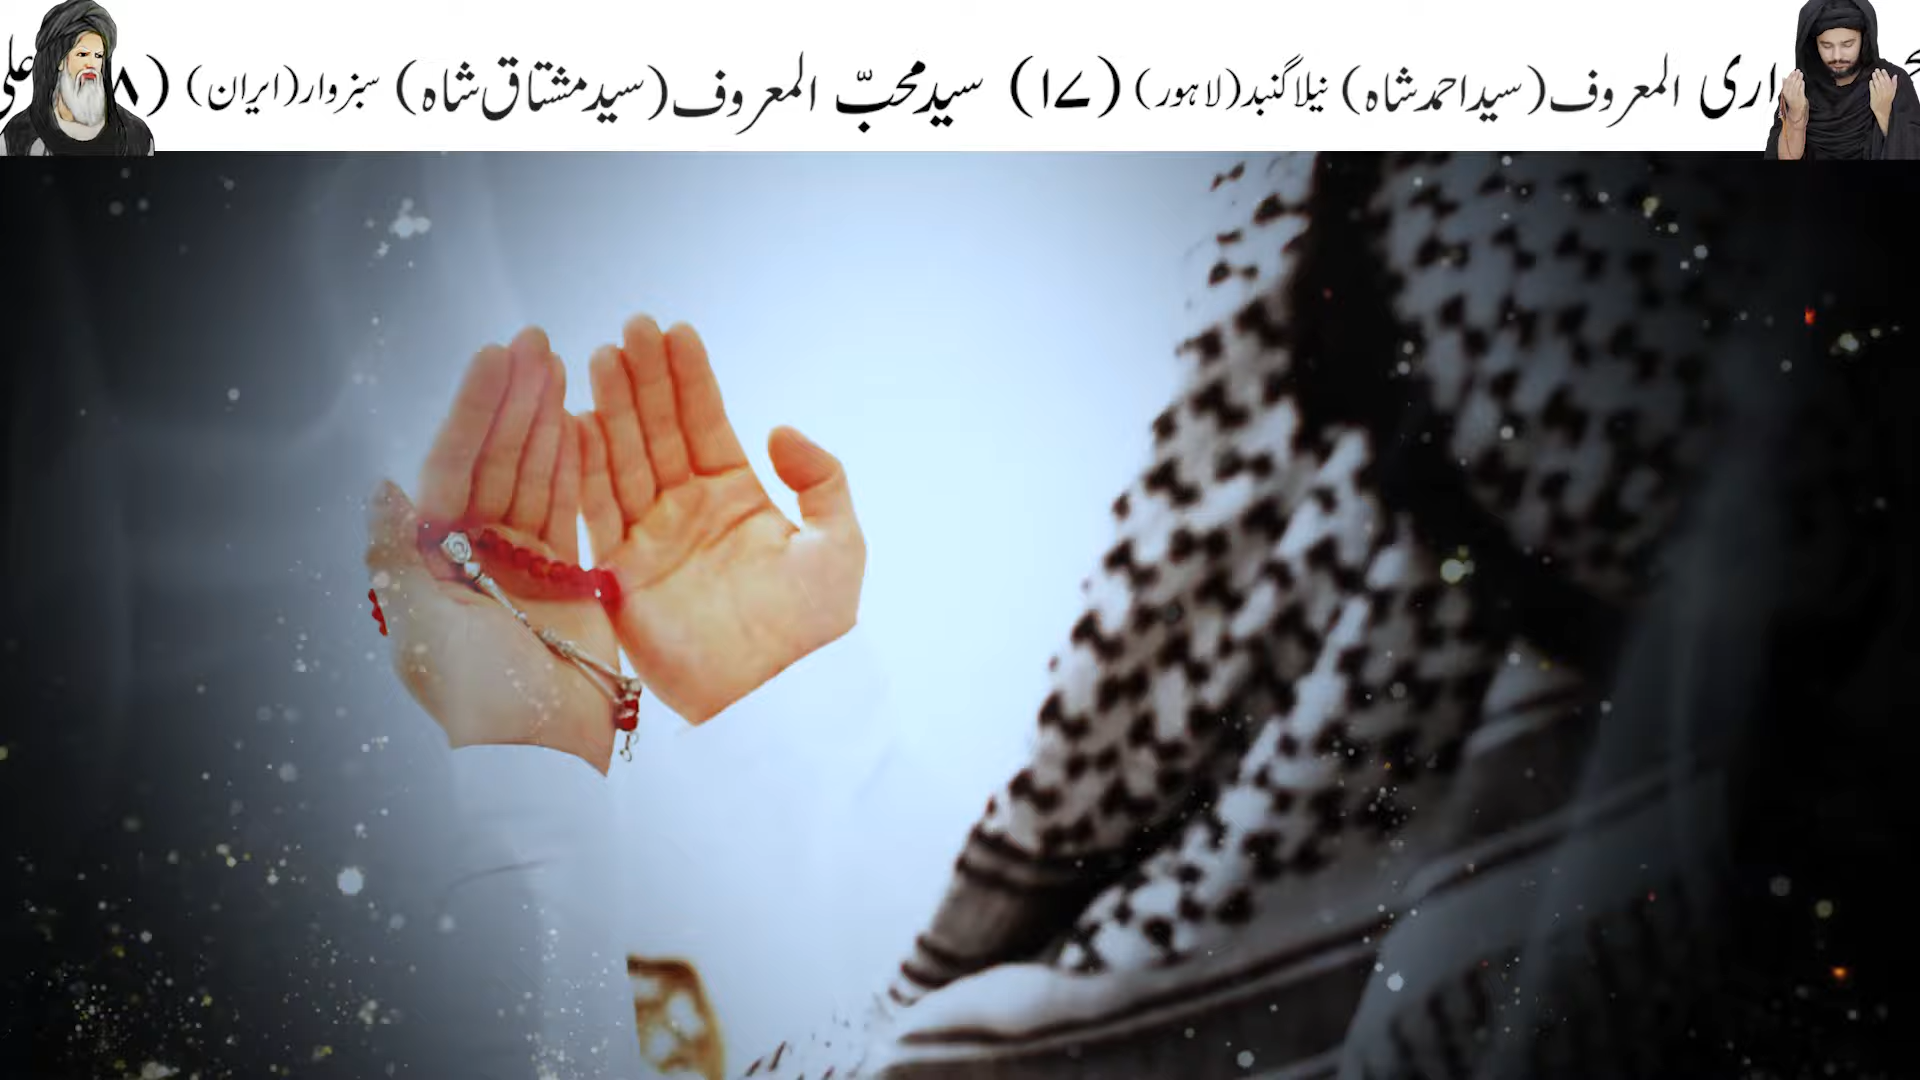 اری المعروف (سید احمد شاہ) نیلا گنبد (لاہور) (۱۷) سید محبّ المعروف (سید مشتاق شاہ) سبزوار (ایران) (